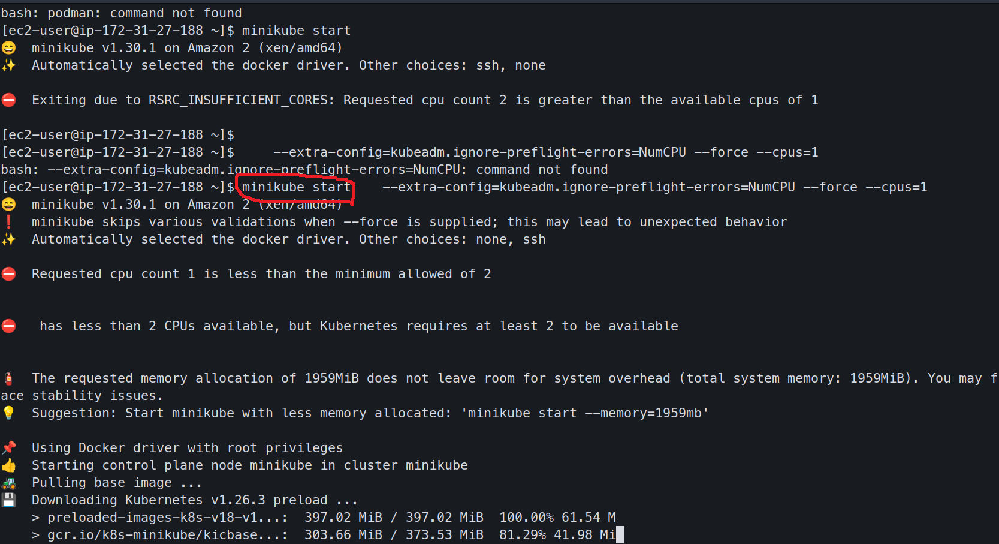 bash: podman: command not found
[ec2-user@ip-172-31-27-188 ~]$ minikube start
😄  minikube v1.30.1 on Amazon 2 (xen/amd64)
✨  Automatically selected the docker driver. Other choices: ssh, none
⛔  Exiting due to RSRC_INSUFFICIENT_CORES: Requested cpu count 2 is greater than the available cpus of 1
[ec2-user@ip-172-31-27-188 ~]$
[ec2-user@ip-172-31-27-188 ~]$     --extra-config=kubeadm.ignore-preflight-errors=NumCPU --force --cpus=1
bash: --extra-config=kubeadm.ignore-preflight-errors=NumCPU: command not found
[ec2-user@ip-172-31-27-188 ~]$ minikube start    --extra-config=kubeadm.ignore-preflight-errors=NumCPU --force --cpus=1
😄  minikube v1.30.1 on Amazon 2 (xen/amd64)
❗  minikube skips various validations when --force is supplied; this may lead to unexpected behavior
✨  Automatically selected the docker driver. Other choices: none, ssh
⛔  Requested cpu count 1 is less than the minimum allowed of 2
⛔   has less than 2 CPUs available, but Kubernetes requires at least 2 to be available
🧯  The requested memory allocation of 1959MiB does not leave room for system overhead (total system memory: 1959MiB). You may f
ace stability issues.
💡  Suggestion: Start minikube with less memory allocated: 'minikube start --memory=1959mb'
📌  Using Docker driver with root privileges
👍  Starting control plane node minikube in cluster minikube
🚜  Pulling base image ...
💾  Downloading Kubernetes v1.26.3 preload ...
    > preloaded-images-k8s-v18-v1...:  397.02 MiB / 397.02 MiB  100.00% 61.54 M
    > gcr.io/k8s-minikube/kicbase...:  303.66 MiB / 373.53 MiB  81.29% 41.98 Mi